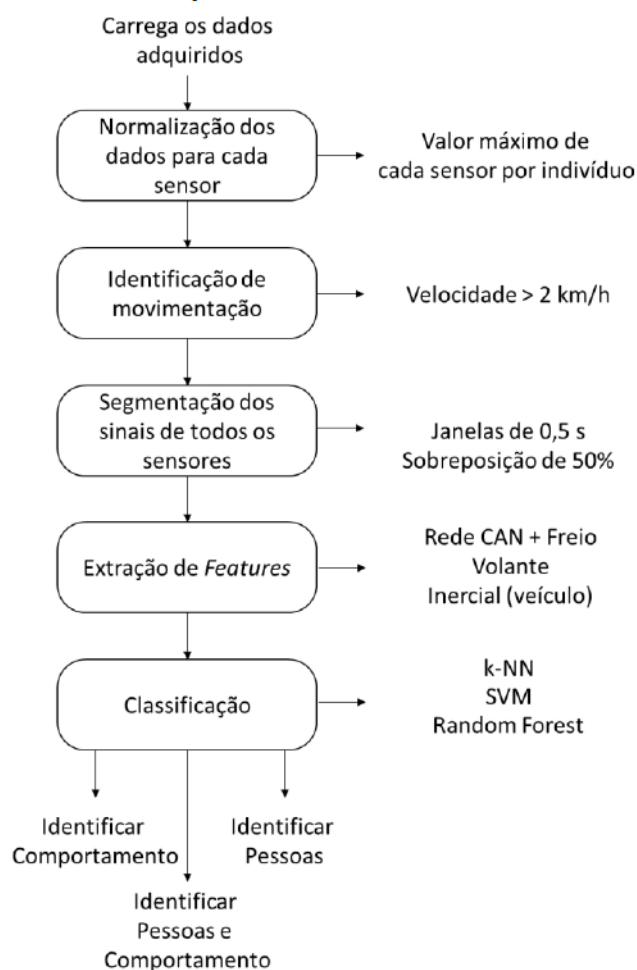 Carrega os dados
adquiridos
Normalização dos
dados para cada
sensor
Valor máximo de
cada sensor por indivíduo
Identificação de
movimentação
Velocidade > 2 km/h
Segmentação dos
sinais de todos os
sensores
Janelas de 0,5 s
Sobreposição de 50%
Extração de Features
Rede CAN + Freio
Volante
Inercial (veículo)
Classificação
k-NN
SVM
Random Forest
Identificar
Comportamento
Identificar
Pessoas
Identificar
Pessoas e
Comportamento